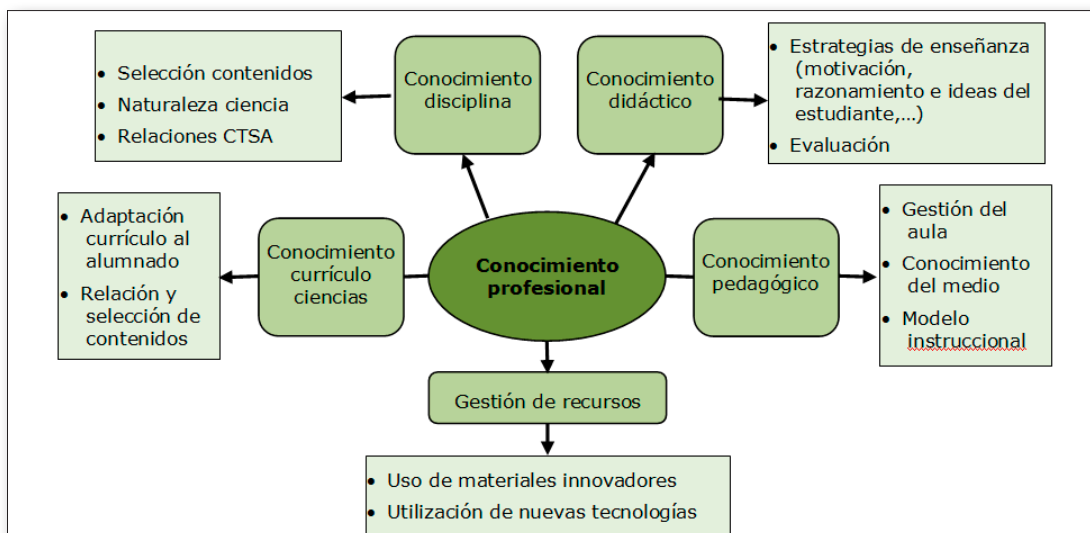 • Selección contenidos
• Naturaleza ciencia
• Relaciones CTSA
Conocimiento
disciplina
Conocimiento
didáctico
• Estrategias de enseñanza
(motivación,
razonamiento e ideas del
estudiante,...)
• Evaluación
• Adaptación
currículo al
alumnado
• Relación y
selección de
contenidos
Conocimiento
currículo
ciencias
Conocimiento
profesional
Conocimiento
pedagógico
• Gestión del
aula
• Conocimiento
del medio
• Modelo
instruccional
Gestión de recursos
• Uso de materiales innovadores
• Utilización de nuevas tecnologías